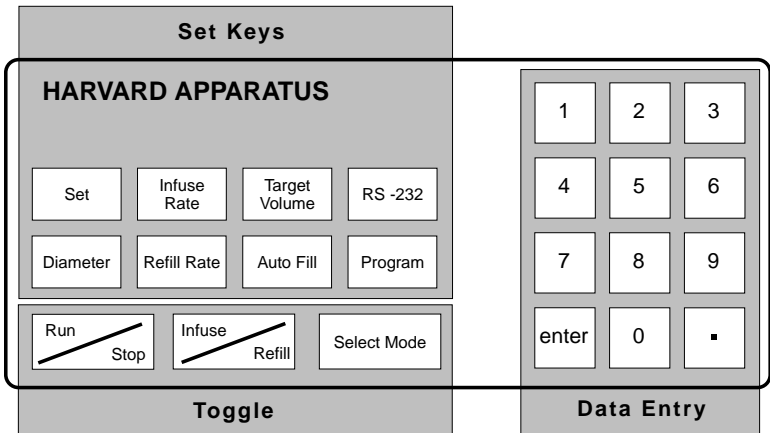 Set Keys
HARVARD APPARATUS
Set
Infuse
Rate
Target
Volume
RS -232
Diameter
Refill Rate
Auto Fill
Program
Run
Stop
Infuse
Refill
Select Mode
Toggle
1 2 3
4 5 6
7 8 9
enter 0 .
Data Entry